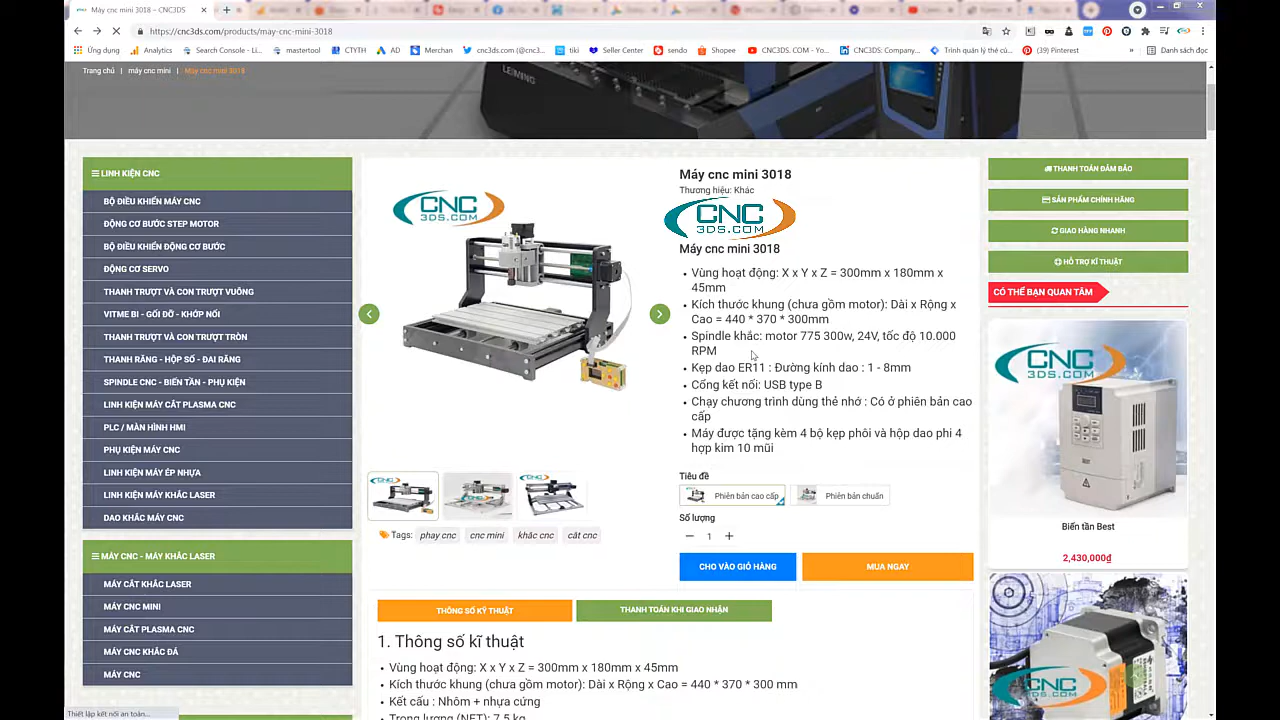 Máy cnc mini 3018
https://cnc3ds.com/products/may-cnc-mini-3018
Ứng dụng
Analytics
Search Console - Li...
mastertool
CTYTH
AD
Merchan
cnc3ds.com (@cnc3...
tiki
Seller Center
sendo
Shopee
CNC3DS. COM - Yo...
CNC3DS: Company...
Trình quản lý thẻ củ...
(39) Pinterest
»
Danh sách đọc
Trang chủ | máy cnc mini | Máy cnc mini 3018
LEIMING
LINH KIỆN CNC
BỘ ĐIỀU KHIỂN MÁY CNC
ĐỘNG CƠ BƯỚC STEP MOTOR
BỘ ĐIỀU KHIỂN ĐỘNG CƠ BƯỚC
ĐỘNG CƠ SERVO
THANH TRƯỢT VÀ CON TRƯỢT VUÔNG
VITME BI - GỐI ĐỠ - KHỚP NỐI
THANH TRƯỢT VÀ CON TRƯỢT TRÒN
THANH RĂNG - HỘP SỐ - ĐAI RĂNG
SPINDLE CNC - BIẾN TẦN - PHỤ KIỆN
LINH KIỆN MÁY CẮT PLASMA CNC
PLC / MÀN HÌNH HMI
PHỤ KIỆN MÁY CNC
LINH KIỆN MÁY ÉP NHỰA
LINH KIỆN MÁY KHẮC LASER
DAO KHẮC MÁY CNC
MÁY CNC - MÁY KHẮC LASER
MÁY CẮT KHẮC LASER
MÁY CNC MINI
MÁY CẮT PLASMA CNC
MÁY CNC KHẮC ĐÁ
MÁY CNC
Thiết lập kết nối an toàn...
CNC
3DS.COM
Tags: phay cnc cnc mini khắc cnc cắt cnc
Máy cnc mini 3018
Thương hiệu: Khác
CNC
3DS.COM
Máy cnc mini 3018
• Vùng hoạt động: X x Y x Z = 300mm x 180mm x
45mm
• Kích thước khung (chưa gồm motor): Dài x Rộng x
Cao = 440 * 370 * 300mm
• Spindle khắc: motor 775 300w, 24V, tốc độ 10.000
RPM
• Kẹp dao ER11 : Đường kính dao : 1 - 8mm
• Cổng kết nối: USB type B
• Chạy chương trình dùng thẻ nhớ : Có ở phiên bản cao
cấp
• Máy được tặng kèm 4 bộ kẹp phôi và hộp dao phi 4
hợp kim 10 mũi
Tiêu đề
Phiên bản cao cấp
Phiên bản chuẩn
Số lượng
− 1 +
CHO VÀO GIỎ HÀNG
MUA NGAY
THÔNG SỐ KỸ THUẬT
THANH TOÁN KHI GIAO NHẬN
1. Thông số kĩ thuật
• Vùng hoạt động: X x Y x Z = 300mm x 180mm x 45mm
• Kích thước khung (chưa gồm motor): Dài x Rộng x Cao = 440 * 370 * 300 mm
• Kết cấu : Nhôm + nhựa cứng
• Trọng lượng (NET): 7,5 kg
THANH TOÁN ĐẢM BẢO
SẢN PHẨM CHÍNH HÃNG
GIAO HÀNG NHANH
HỖ TRỢ KĨ THUẬT
CÓ THỂ BẠN QUAN TÂM
CNC
3DS.COM
Biến tần Best
2,430,000₫
CNC
3DS.COM